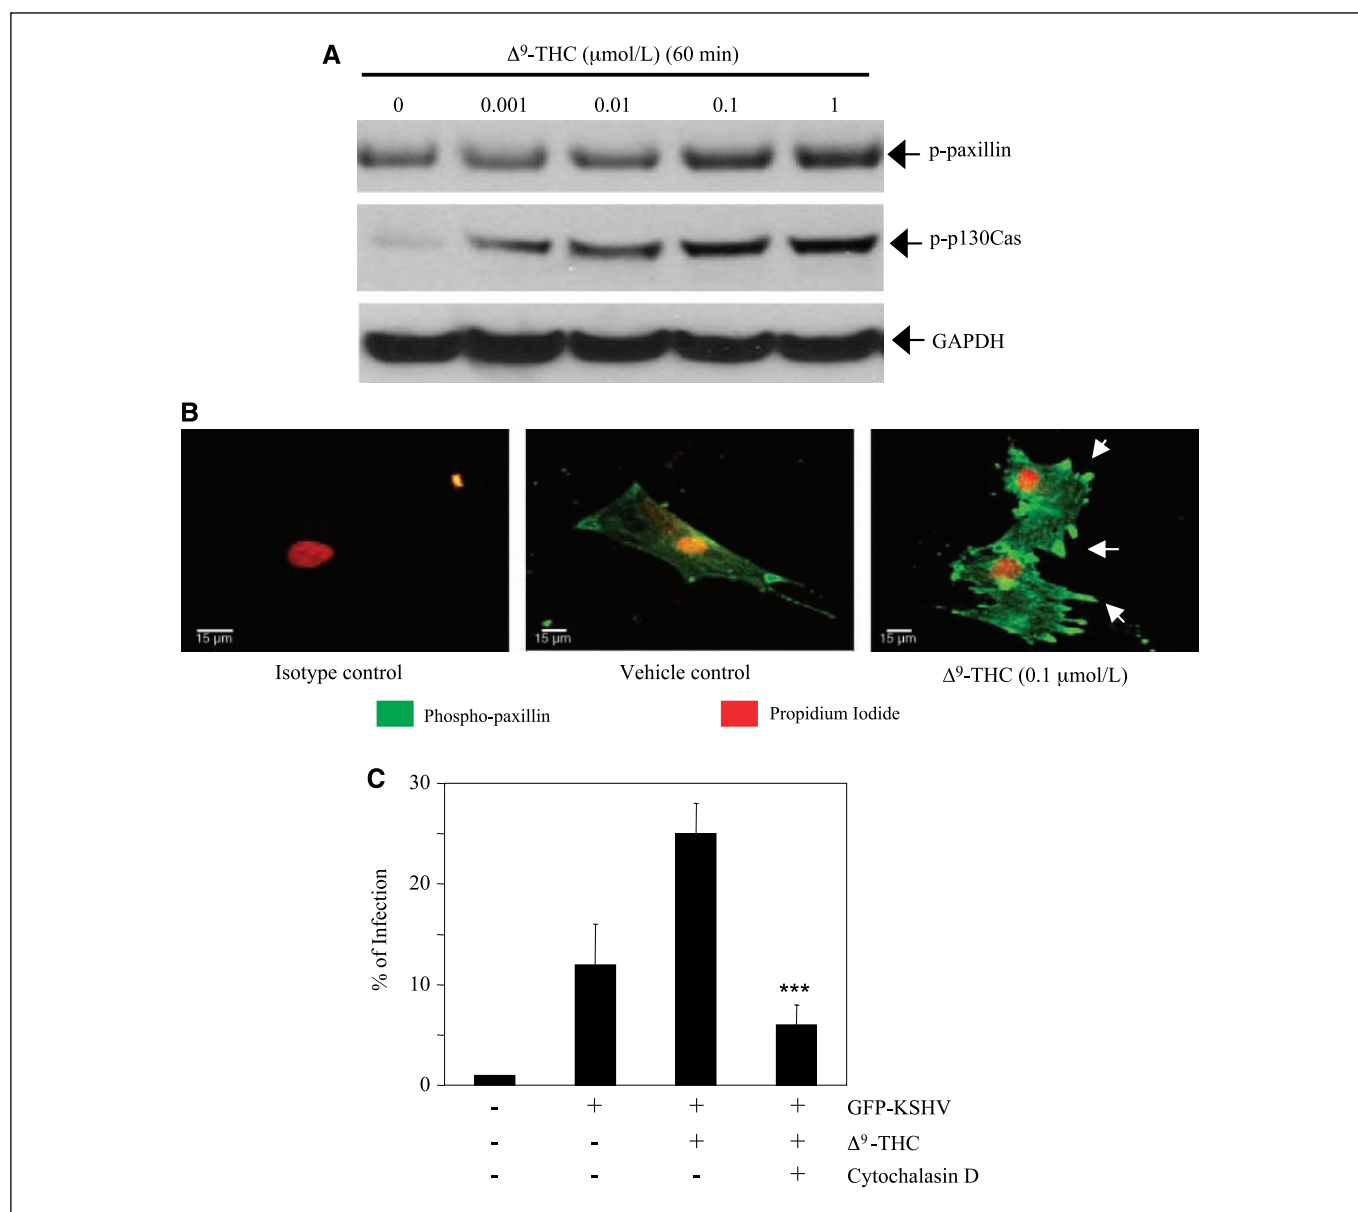 A
Δ⁹-THC (μmol/L) (60 min)
0 0.001 0.01 0.1 1
p-paxillin
p-p130Cas
GAPDH
B
15 μm
15 μm
15 μm
Isotype control
Vehicle control
Δ⁹-THC (0.1 μmol/L)
Phospho-paxillin
Propidium Iodide
C
% of Infection
30
20
10
0
***
- + + + GFP-KSHV
- - + + Δ⁹-THC
- - - + Cytochalasin D